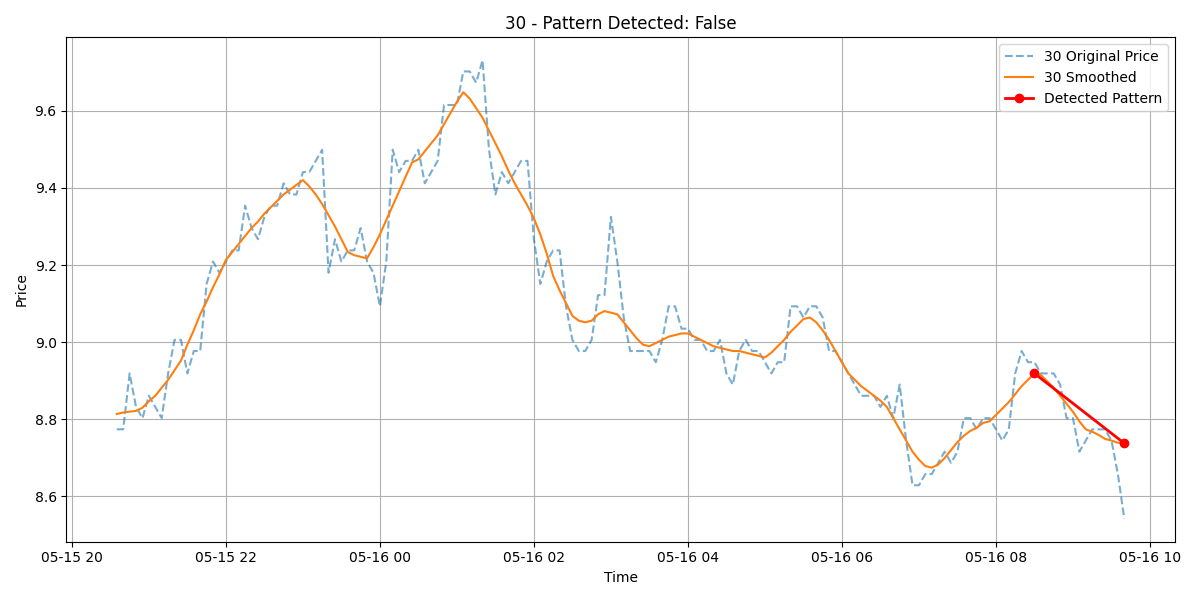 30 - Pattern Detected: False
30 Original Price
30 Smoothed
Detected Pattern
Price
9.6
9.4
9.2
9.0
8.8
8.6
05-15 20 05-15 22 05-16 00 05-16 02 05-16 04 05-16 06 05-16 08 05-16 10
Time